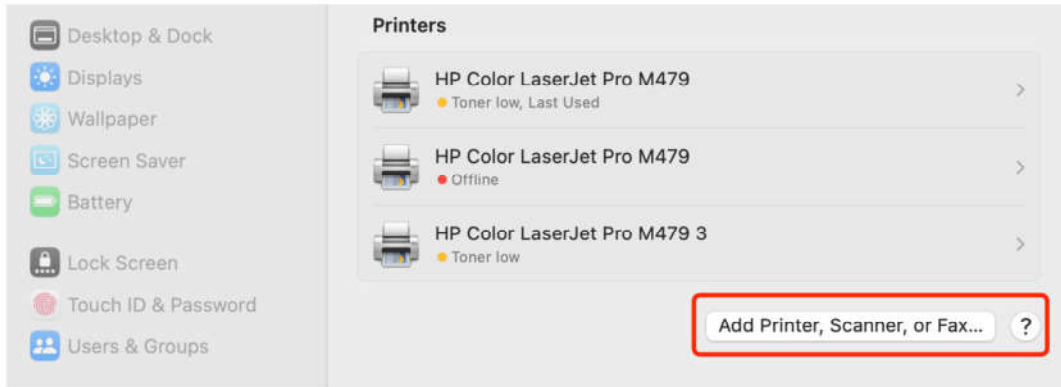 Desktop & Dock
Displays
Wallpaper
Screen Saver
Battery
Lock Screen
Touch ID & Password
Users & Groups
Printers
HP Color LaserJet Pro M479
Toner low, Last Used
HP Color LaserJet Pro M479
Offline
HP Color LaserJet Pro M479 3
Toner low
Add Printer, Scanner, or Fax...
?